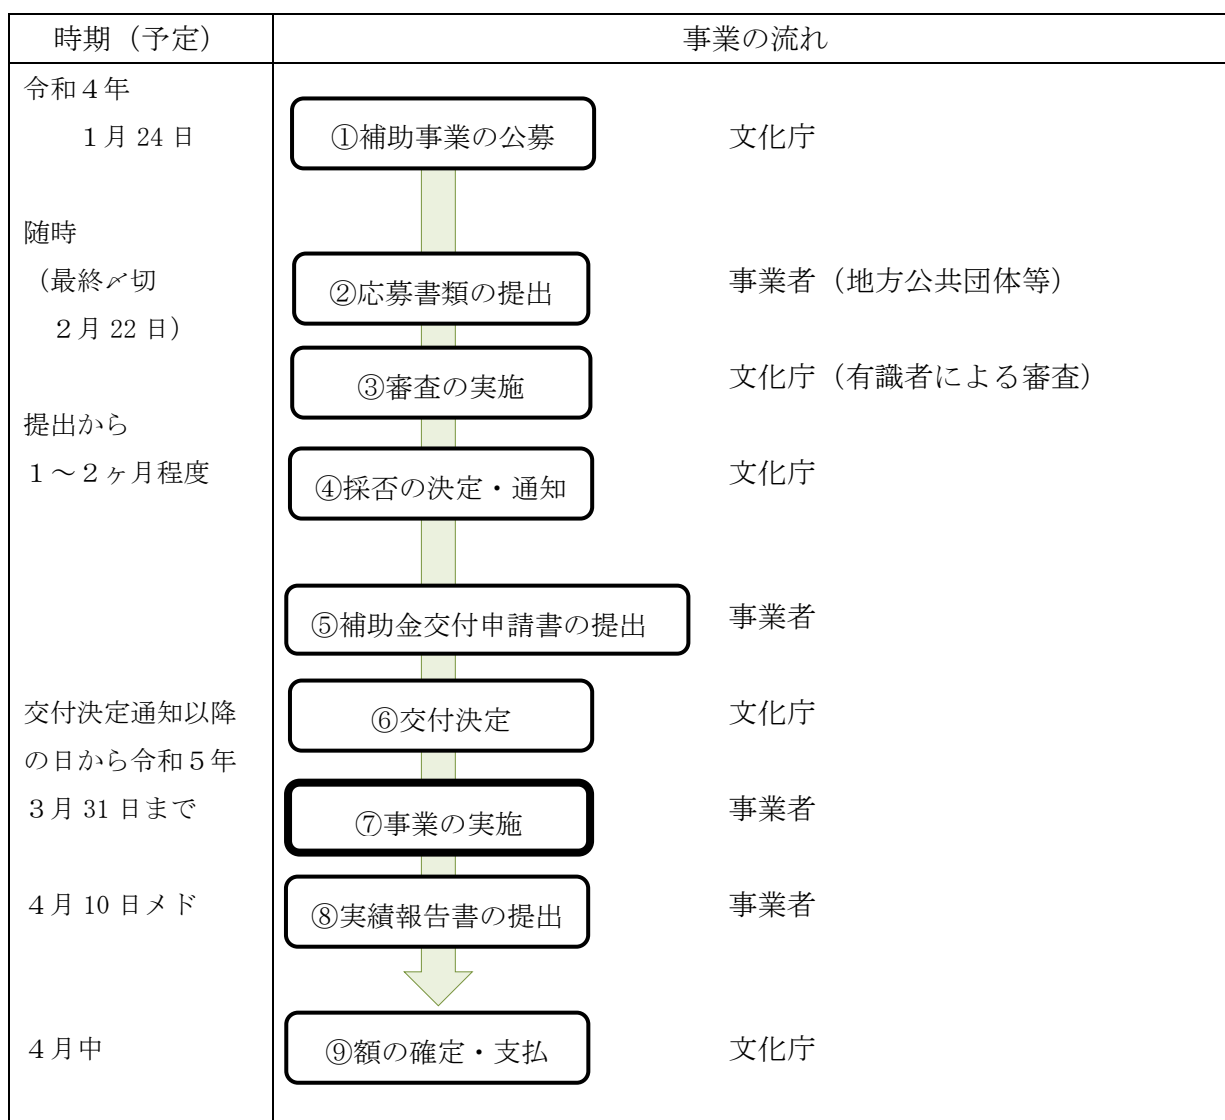 時期（予定）　事業の流れ
令和４年
１月 24 日　①補助事業の公募　文化庁
随時
（最終〆切　②応募書類の提出　事業者（地方公共団体等）
２月 22 日）
③審査の実施　文化庁（有識者による審査）
提出から
１～２ヶ月程度　④採否の決定・通知　文化庁
⑤補助金交付申請書の提出　事業者
交付決定通知以降　⑥交付決定　文化庁
の日から令和５年
３月 31 日まで　⑦事業の実施　事業者
４月 10 日メド　⑧実績報告書の提出　事業者
４月中　⑨額の確定・支払　文化庁